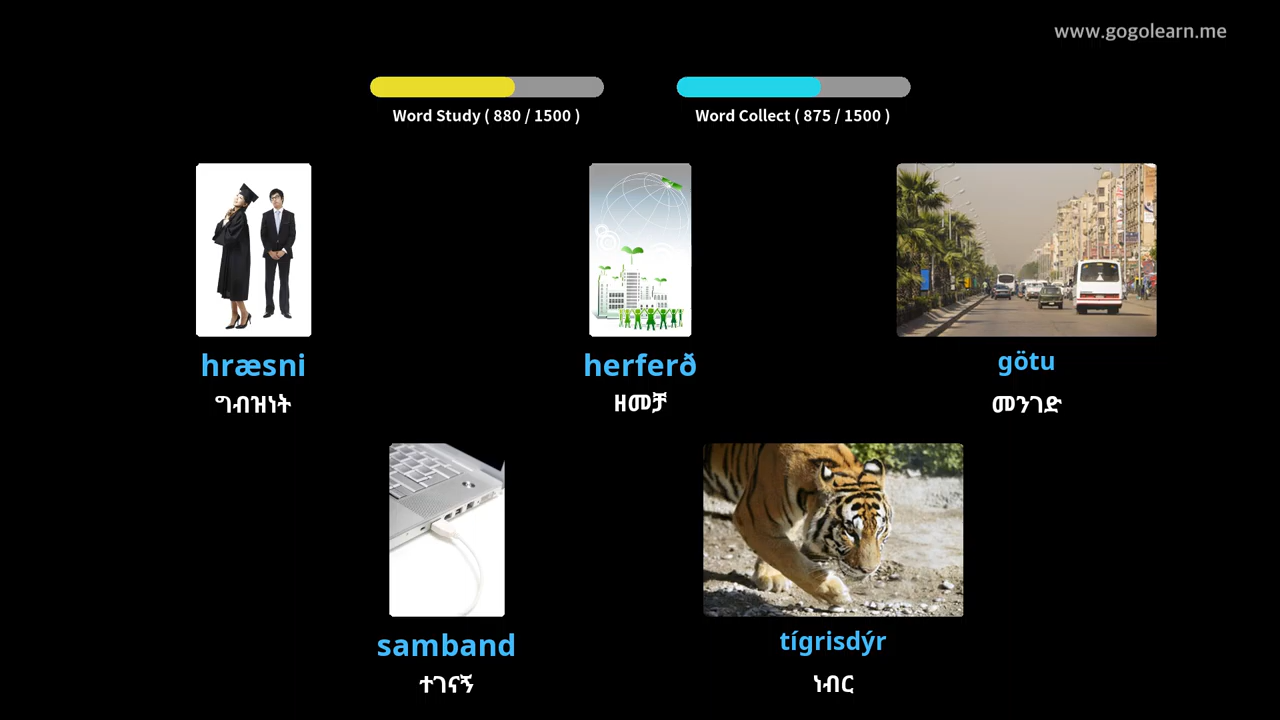 www.gogolearn.me
Word Study ( 880 / 1500 )
Word Collect ( 875 / 1500 )
hræsni
ግብዝነት
herferð
ዘመቻ
götu
መንገድ
samband
ተገናኝ
tígrisdýr
ነብር